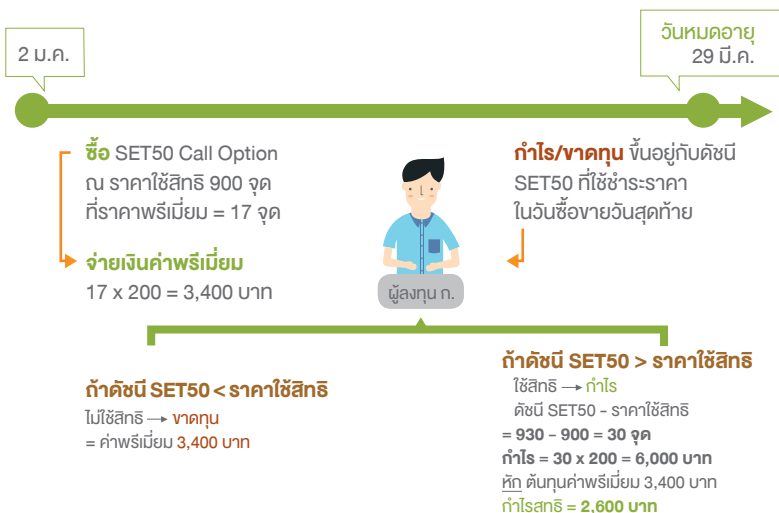 2 ม.ค.
วันหมดอายุ
29 มี.ค.
ซื้อ SET50 Call Option
ณ ราคาใช้สิทธิ 900 จุด
ที่ราคาพรีเมี่ยม = 17 จุด
จ่ายเงินค่าพรีเมี่ยม
17 x 200 = 3,400 บาท
กำไร/ขาดทุน ขึ้นอยู่กับดัชนี
SET50 ที่ใช้ชำระราคา
ในวันซื้อขายวันสุดท้าย
ผู้ลงทุน ก.
ถ้าดัชนี SET50 < ราคาใช้สิทธิ
ไม่ใช้สิทธิ → ขาดทุน
= ค่าพรีเมี่ยม 3,400 บาท
ถ้าดัชนี SET50 > ราคาใช้สิทธิ
ใช้สิทธิ → กำไร
ดัชนี SET50 - ราคาใช้สิทธิ
= 930 - 900 = 30 จุด
กำไร = 30 x 200 = 6,000 บาท
หัก ต้นทุนค่าพรีเมี่ยม 3,400 บาท
กำไรสุทธิ = 2,600 บาท